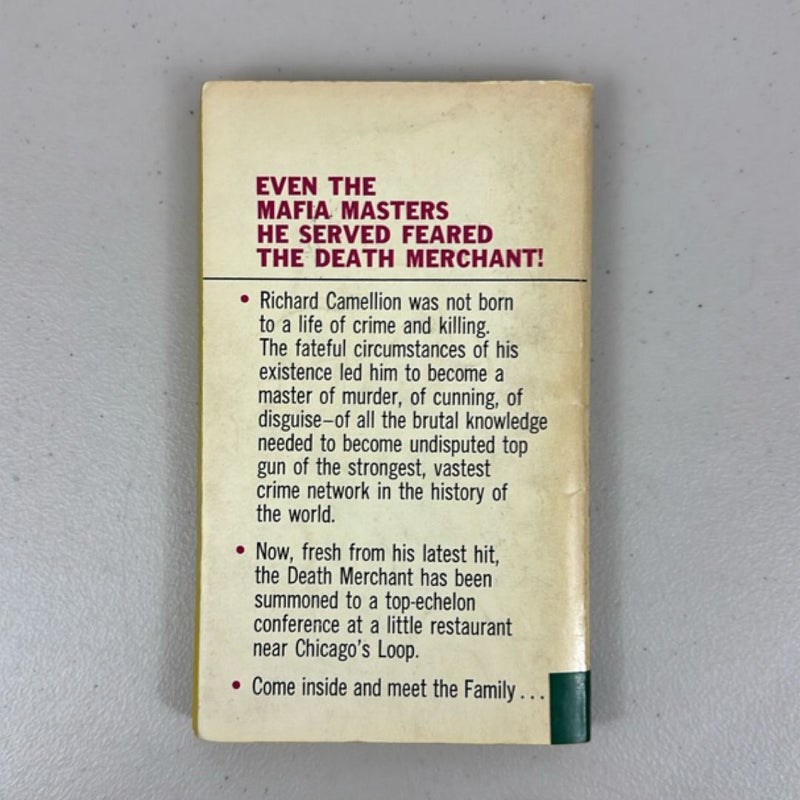 EVEN THE
MAFIA MASTERS
HE SERVED FEARED
THE DEATH MERCHANT!
• Richard Camellion was not born
to a life of crime and killing.
The fateful circumstances of his
existence led him to become a
master of murder, of cunning, of
disguise—of all the brutal knowledge
needed to become undisputed top
gun of the strongest, vastest
crime network in the history of
the world.
• Now, fresh from his latest hit,
the Death Merchant has been
summoned to a top-echelon
conference at a little restaurant
near Chicago's Loop.
• Come inside and meet the Family...